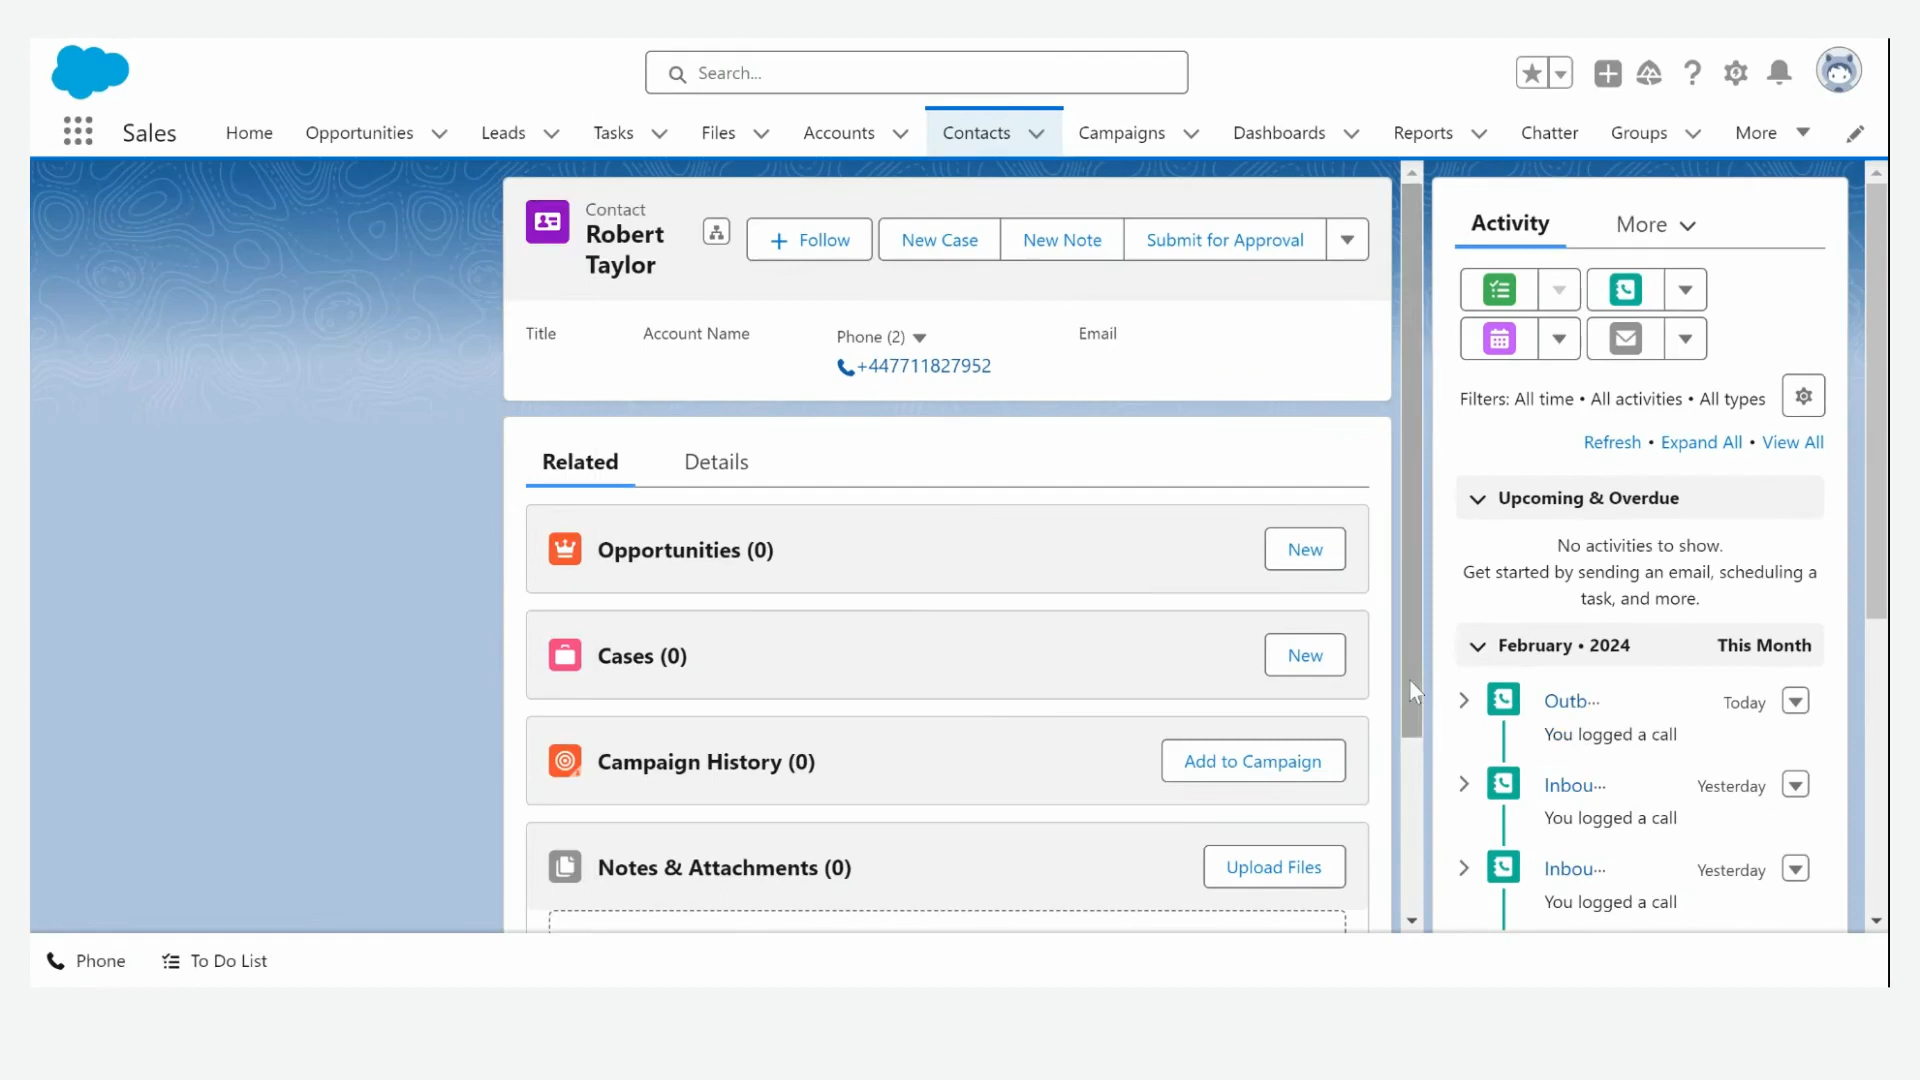 Search...
Sales
Home
Opportunities
Leads
Tasks
Files
Accounts
Contacts
Campaigns
Dashboards
Reports
Chatter
Groups
More
Contact
Robert
Taylor
Follow
New Case
New Note
Submit for Approval
Title
Account Name
Phone (2)
Email
+447711827952
Related
Details
Opportunities (0)
New
Cases (0)
New
Campaign History (0)
Add to Campaign
Notes & Attachments (0)
Upload Files
Activity
More
Filters: All time • All activities • All types
Refresh • Expand All • View All
Upcoming & Overdue
No activities to show.
Get started by sending an email, scheduling a
task, and more.
February • 2024
This Month
Outb...
Today
You logged a call
Inbou...
Yesterday
You logged a call
Inbou...
Yesterday
You logged a call
Phone
To Do List